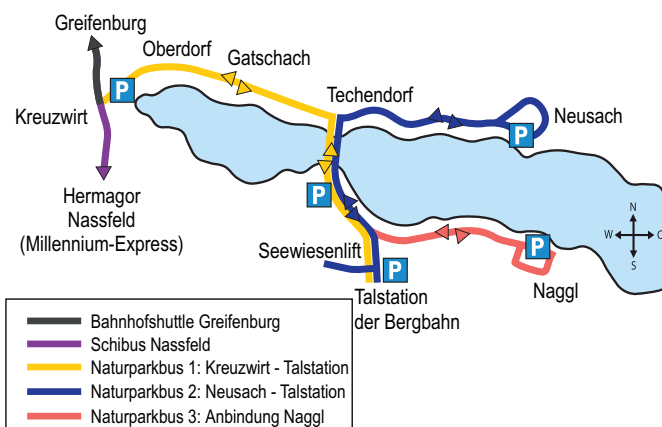 Greifenburg
Oberdorf
Gatschach
P
Kreuzwirt
Techendorf
Neusach
P
Hermagor
Nassfeld
(Millennium-Express)
P
Seewiesenlift
P
P
Naggl
Talstation
der Bergbahn
N
W O
S
Bahnhofshuttle Greifenburg
Schibus Nassfeld
Naturparkbus 1: Kreuzwirt - Talstation
Naturparkbus 2: Neusach - Talstation
Naturparkbus 3: Anbindung Naggl